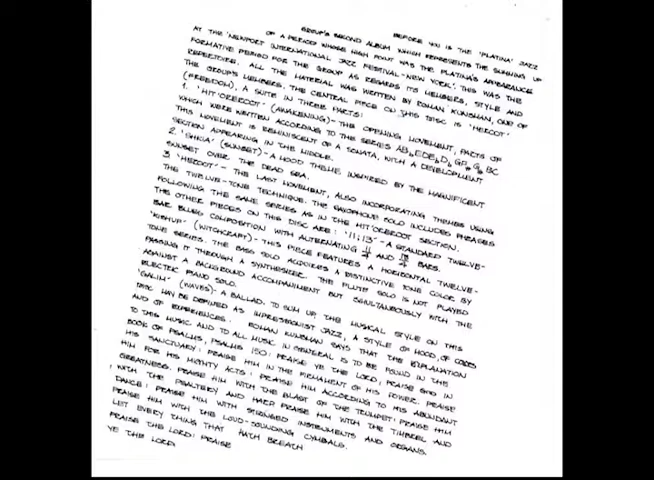 BEFORE YOU IS THE 'PLATINA' JAZZ
GROUP'S SECOND ALBUM WHICH REPRESENTS THE SUMMING UP
OF A PERIOD WHOSE HIGH POINT WAS THE PLATINA'S APPEARANCE
AT THE 'NEWPORT INTERNATIONAL JAZZ FESTIVAL-NEW YORK'. THIS WAS THE
FORMATIVE PERIOD FOR THE GROUP AS REGARDS ITS MEMBERS, STYLE AND
REPERTOIRE. ALL THE MATERIAL WAS WRITTEN BY ROMAN KUNSMAN, ONE OF
THE GROUP'S MEMBERS, THE CENTRAL PIECE ON THIS DISC IS 'HEROOT'
(FREEDOM), A SUITE IN THREE PARTS:
1. 'HIT'OREROOT' (AWAKENING)- THE OPENING MOVEMENT, PARTS OF
WHICH WERE WRITTEN ACCORDING TO THE SERIES
THIS MOVEMENT IS REMINISCENT OF A SONATA, WITH A DEVELOPMENT
SECTION APPEARING IN THE MIDDLE.
2. 'SHKIA' (SUNSET)- A MOOD THEME INSPIRED BY THE MAGNIFICENT
SUNSET OVER THE DEAD SEA.
3 'HEROOT'- THE LAST MOVEMENT, ALSO INCORPORATING THEMES USING
THE TWELVE-TONE TECHNIQUE. THE SAXOPHONE SOLO INCLUDES PHRASES
FOLLOWING THE SAME SERIES AS IN THE HIT'OREROOT SECTION.
THE OTHER PIECES ON THIS DISC ARE: '11;13'- A STANDARD TWELVE-
BAR BLUES COMPOSITION WITH ALTERNATING 11/4 AND 13/4 BARS.
'KISHUF' (WITCHCRAFT)- THIS PIECE FEATURES A HORIZONTAL TWELVE-
TONE SERIES. THE BASS SOLO ACQUIRES A DISTINCTIVE TONE COLOR BY
PASSING IT THROUGH A SYNTHESIZER. THE FLUTE SOLO IS NOT PLAYED
AGAINST A BACKGROUND ACCOMPANIMENT BUT SIMULTANEOUSLY WITH THE
ELECTRIC PIANO SOLO.
'GALIM' (WAVES)- A BALLAD. TO SUM UP THE MUSICAL STYLE ON THIS
DISC MAY BE DEFINED AS IMPRESSIONIST JAZZ, A STYLE OF MOOD, OF
AND OF EXPERIENCES. ROMAN KUNSMAN SAYS THAT THE EXPLANATION
TO THIS MUSIC AND TO ALL MUSIC IN GENERAL IS TO BE FOUND IN THE
BOOK OF PSALMS, PSALMS 150: PRAISE YE THE LORD, PRAISE GOD IN
HIS SANCTUARY: PRAISE HIM IN THE FIRMAMENT OF HIS POWER. PRAISE
HIM FOR HIS MIGHTY ACTS: PRAISE HIM ACCORDING TO HIS ABUNDANT
GREATNESS. PRAISE HIM WITH THE BLAST OF THE TRUMPET: PRAISE HIM
WITH THE PSALTERY AND HARP. PRAISE HIM WITH THE TIMBREL AND
DANCE: PRAISE HIM WITH STRINGED INSTRUMENTS AND ORGANS.
PRAISE HIM WITH THE LOUD-SOUNDING CYMBALS.
LET EVERY THING THAT HATH BREATH
PRAISE THE LORD: PRAISE
YE THE LORD.